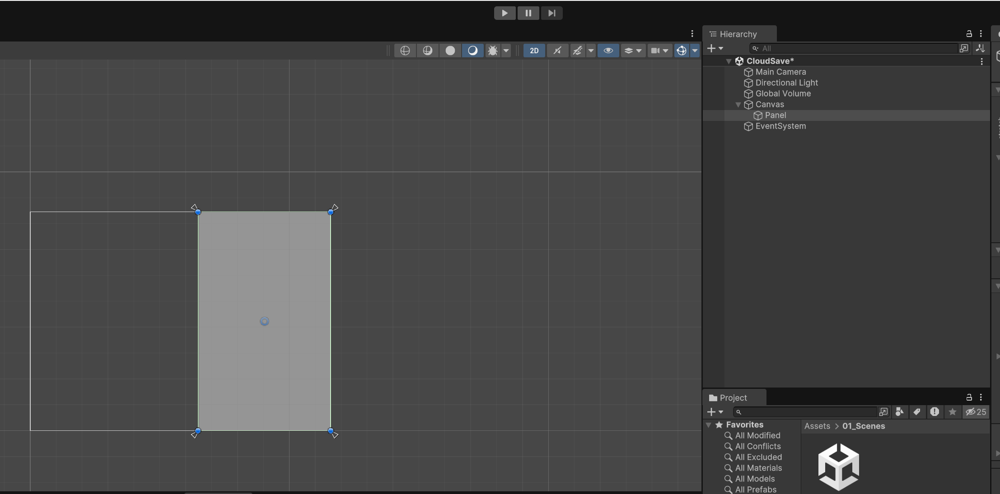 Hierarchy
2D
All
CloudSave*
Main Camera
Directional Light
Global Volume
Canvas
Panel
EventSystem
Project
25
Favorites
Assets > 01_Scenes
All Modified
All Conflicts
All Excluded
All Materials
All Models
All Prefabs